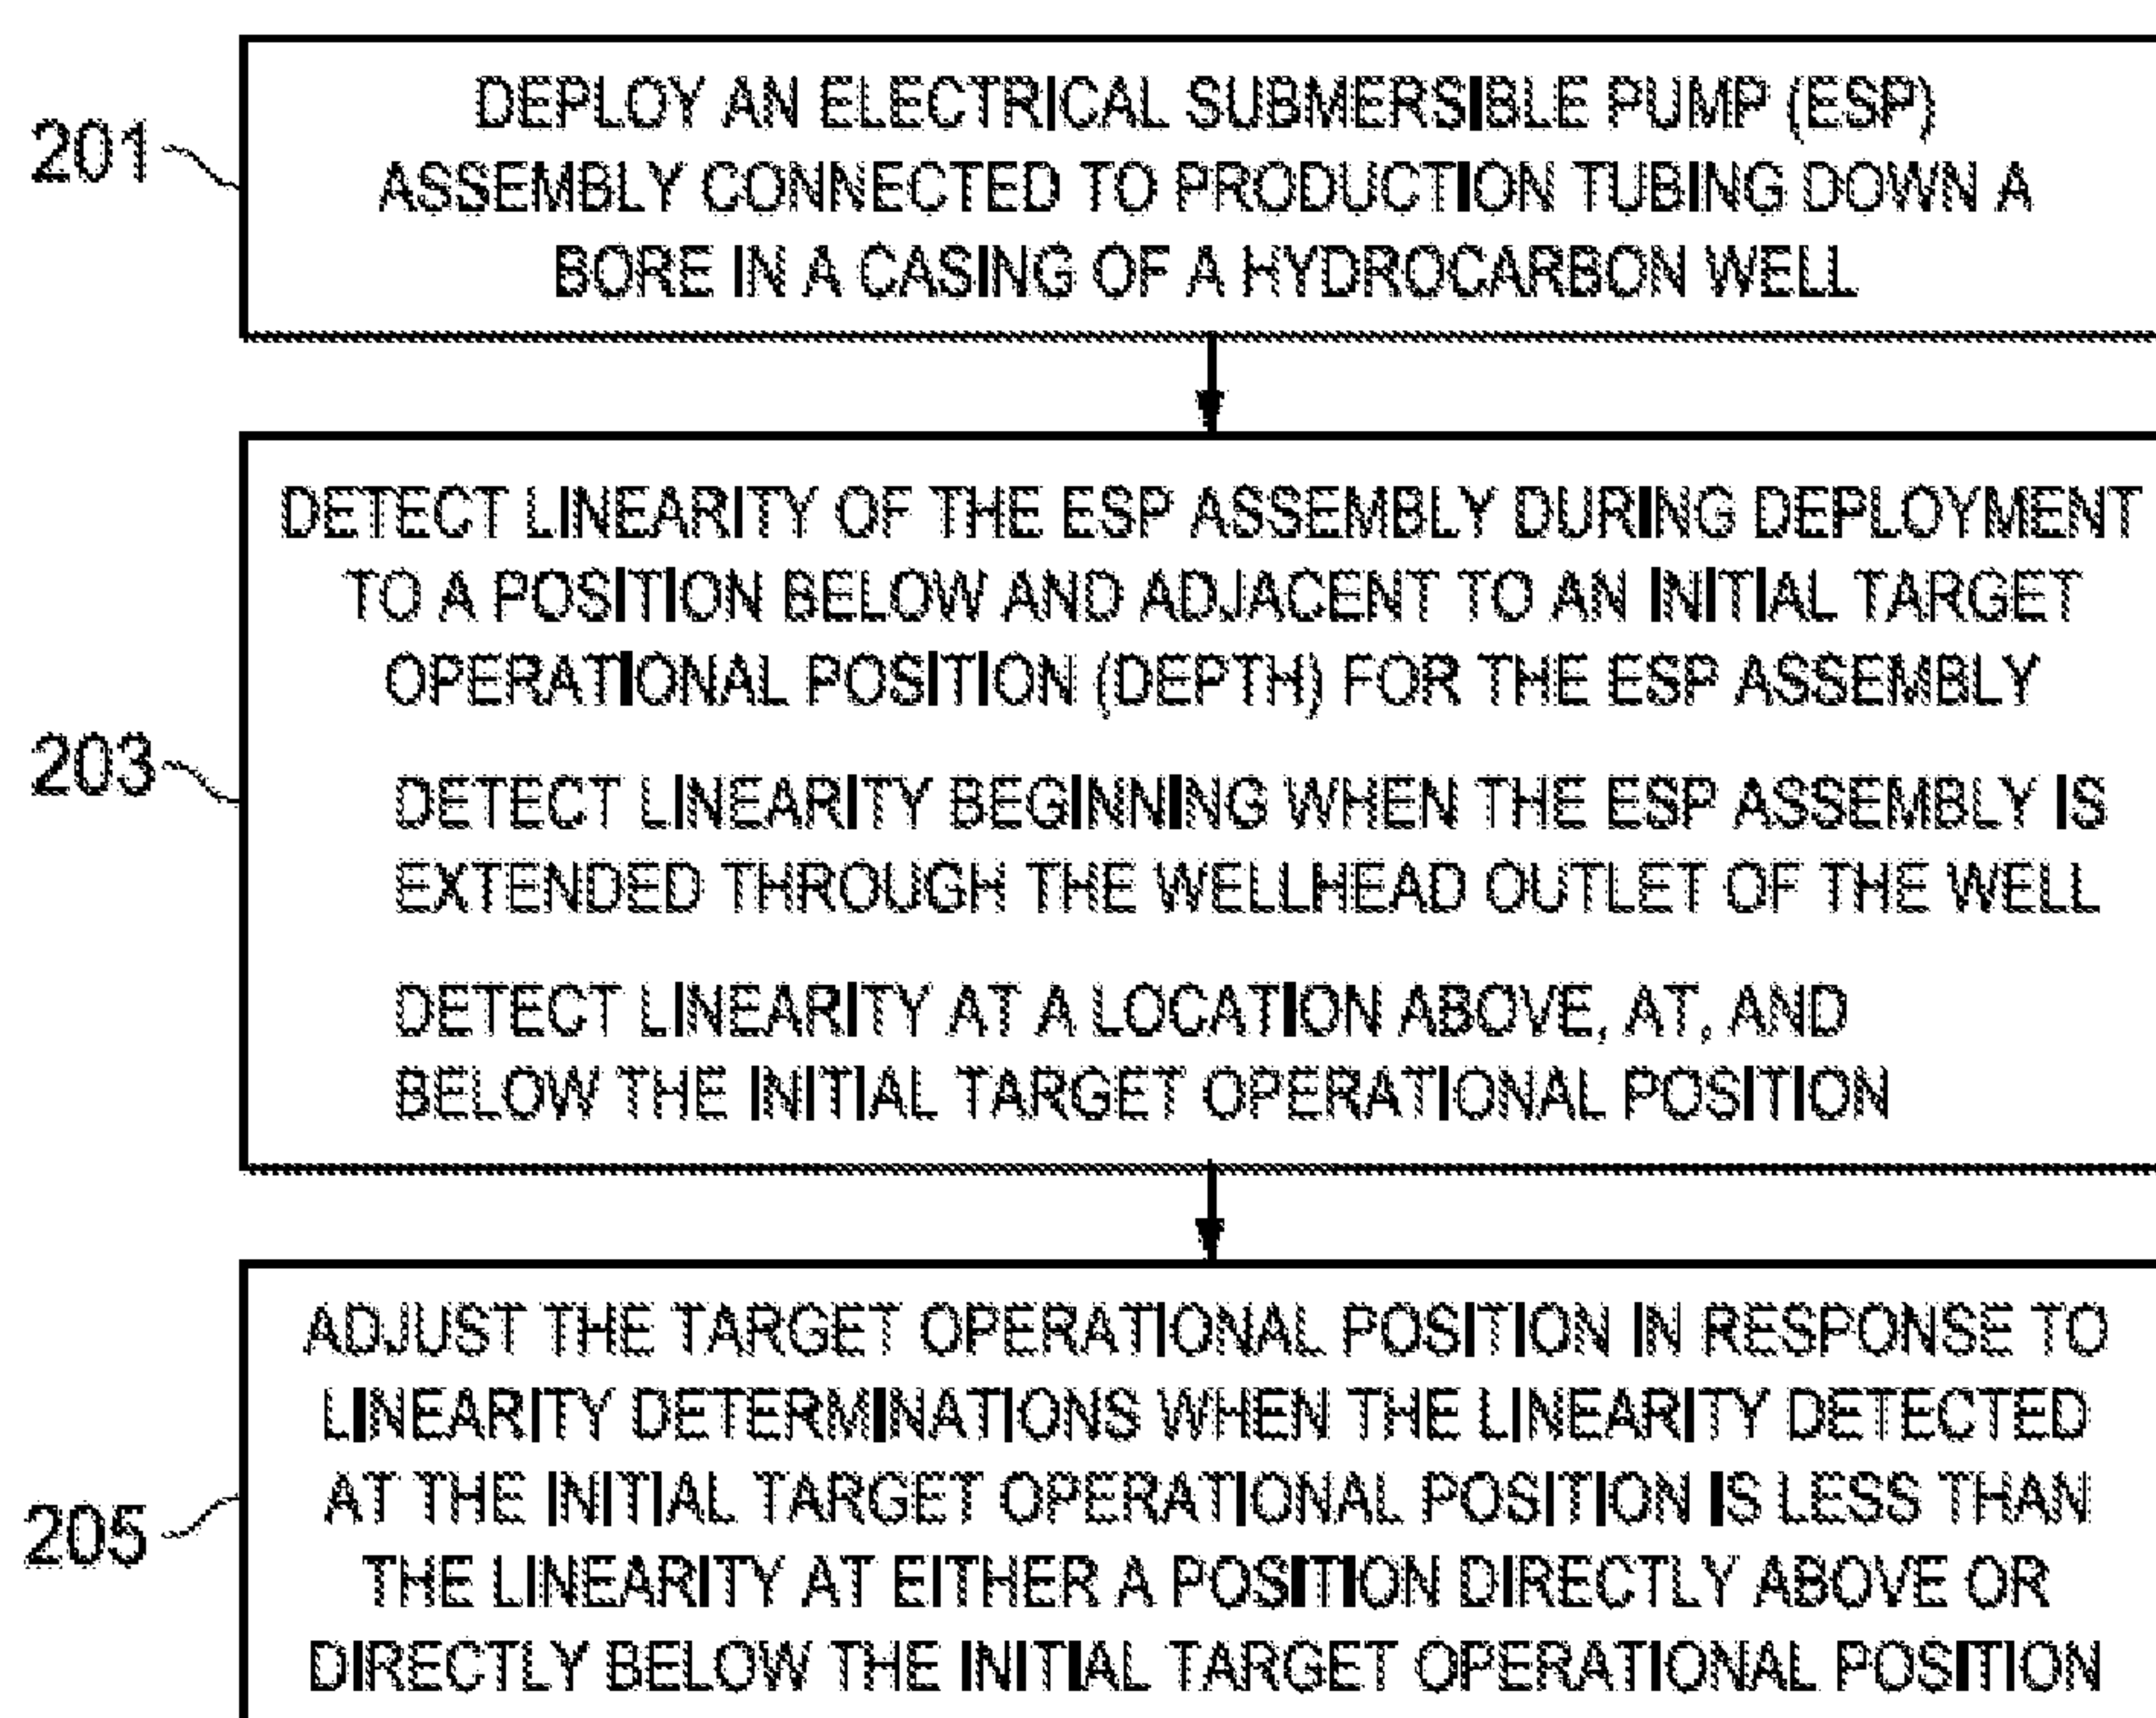 201
DEPLOY AN ELECTRICAL SUBMERSIBLE PUMP (ESP)
ASSEMBLY CONNECTED TO PRODUCTION TUBING DOWN A
BORE IN A CASING OF A HYDROCARBON WELL
203
DETECT LINEARITY OF THE ESP ASSEMBLY DURING DEPLOYMENT
TO A POSITION BELOW AND ADJACENT TO AN INITIAL TARGET
OPERATIONAL POSITION (DEPTH) FOR THE ESP ASSEMBLY
DETECT LINEARITY BEGINNING WHEN THE ESP ASSEMBLY IS
EXTENDED THROUGH THE WELLHEAD OUTLET OF THE WELL
DETECT LINEARITY AT A LOCATION ABOVE, AT, AND
BELOW THE INITIAL TARGET OPERATIONAL POSITION
205
ADJUST THE TARGET OPERATIONAL POSITION IN RESPONSE TO
LINEARITY DETERMINATIONS WHEN THE LINEARITY DETECTED
AT THE INITIAL TARGET OPERATIONAL POSITION IS LESS THAN
THE LINEARITY AT EITHER A POSITION DIRECTLY ABOVE OR
DIRECTLY BELOW THE INITIAL TARGET OPERATIONAL POSITION